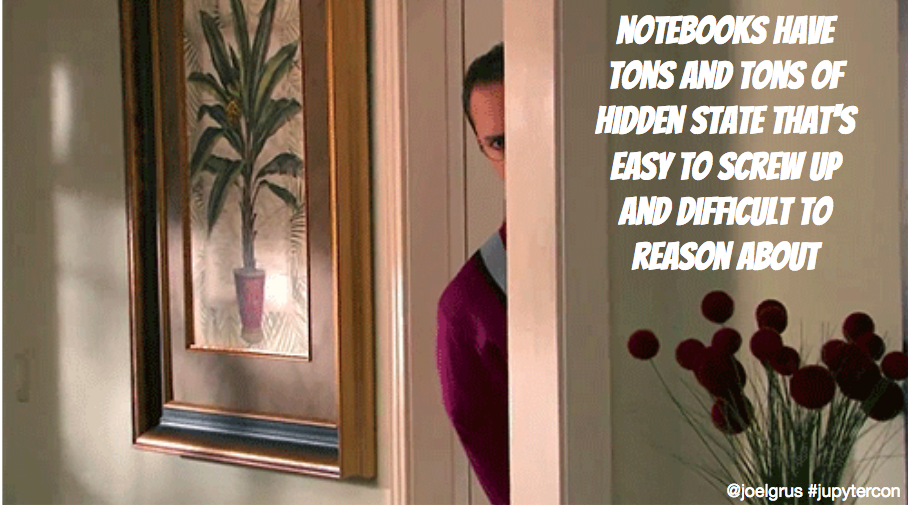 NOTEBOOKS HAVE
TONS AND TONS OF
HIDDEN STATE THAT'S
EASY TO SCREW UP
AND DIFFICULT TO
REASON ABOUT
@joelgrus #jupytercon